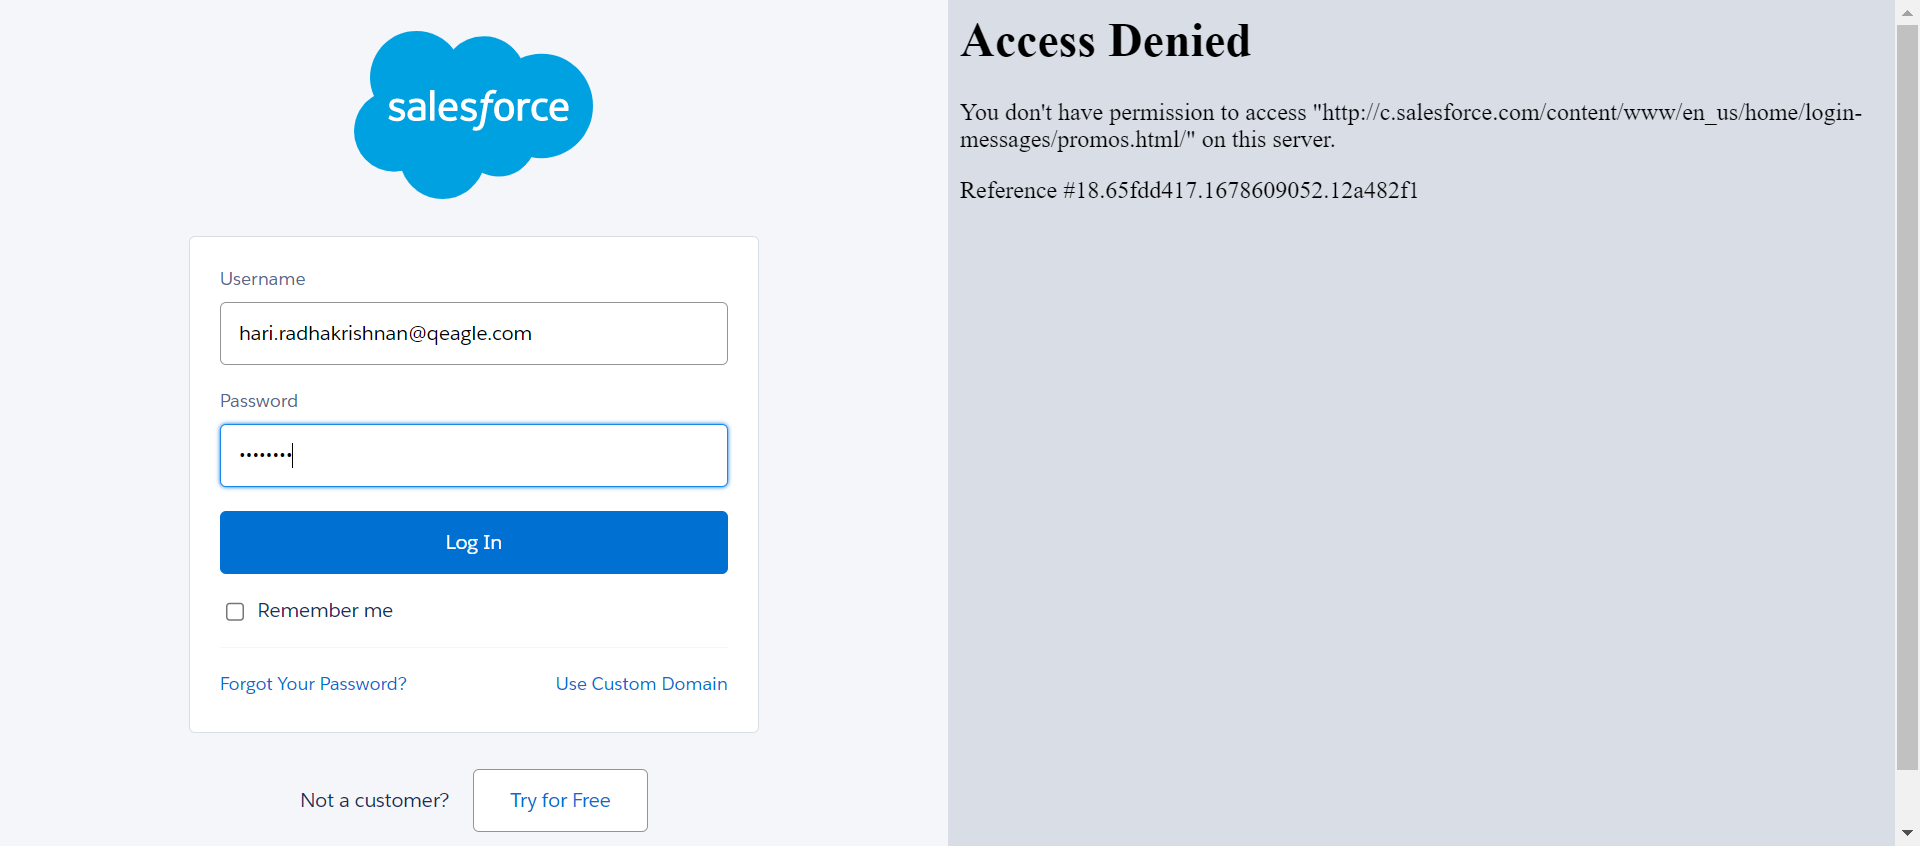 salesforce
Username
hari.radhakrishnan@qeagle.com
Password
••••••••
Log In
Remember me
Forgot Your Password?
Use Custom Domain
Not a customer?
Try for Free
Access Denied
You don't have permission to access "http://c.salesforce.com/content/www/en_us/home/login-
messages/promos.html/" on this server.
Reference #18.65fdd417.1678609052.12a482f1